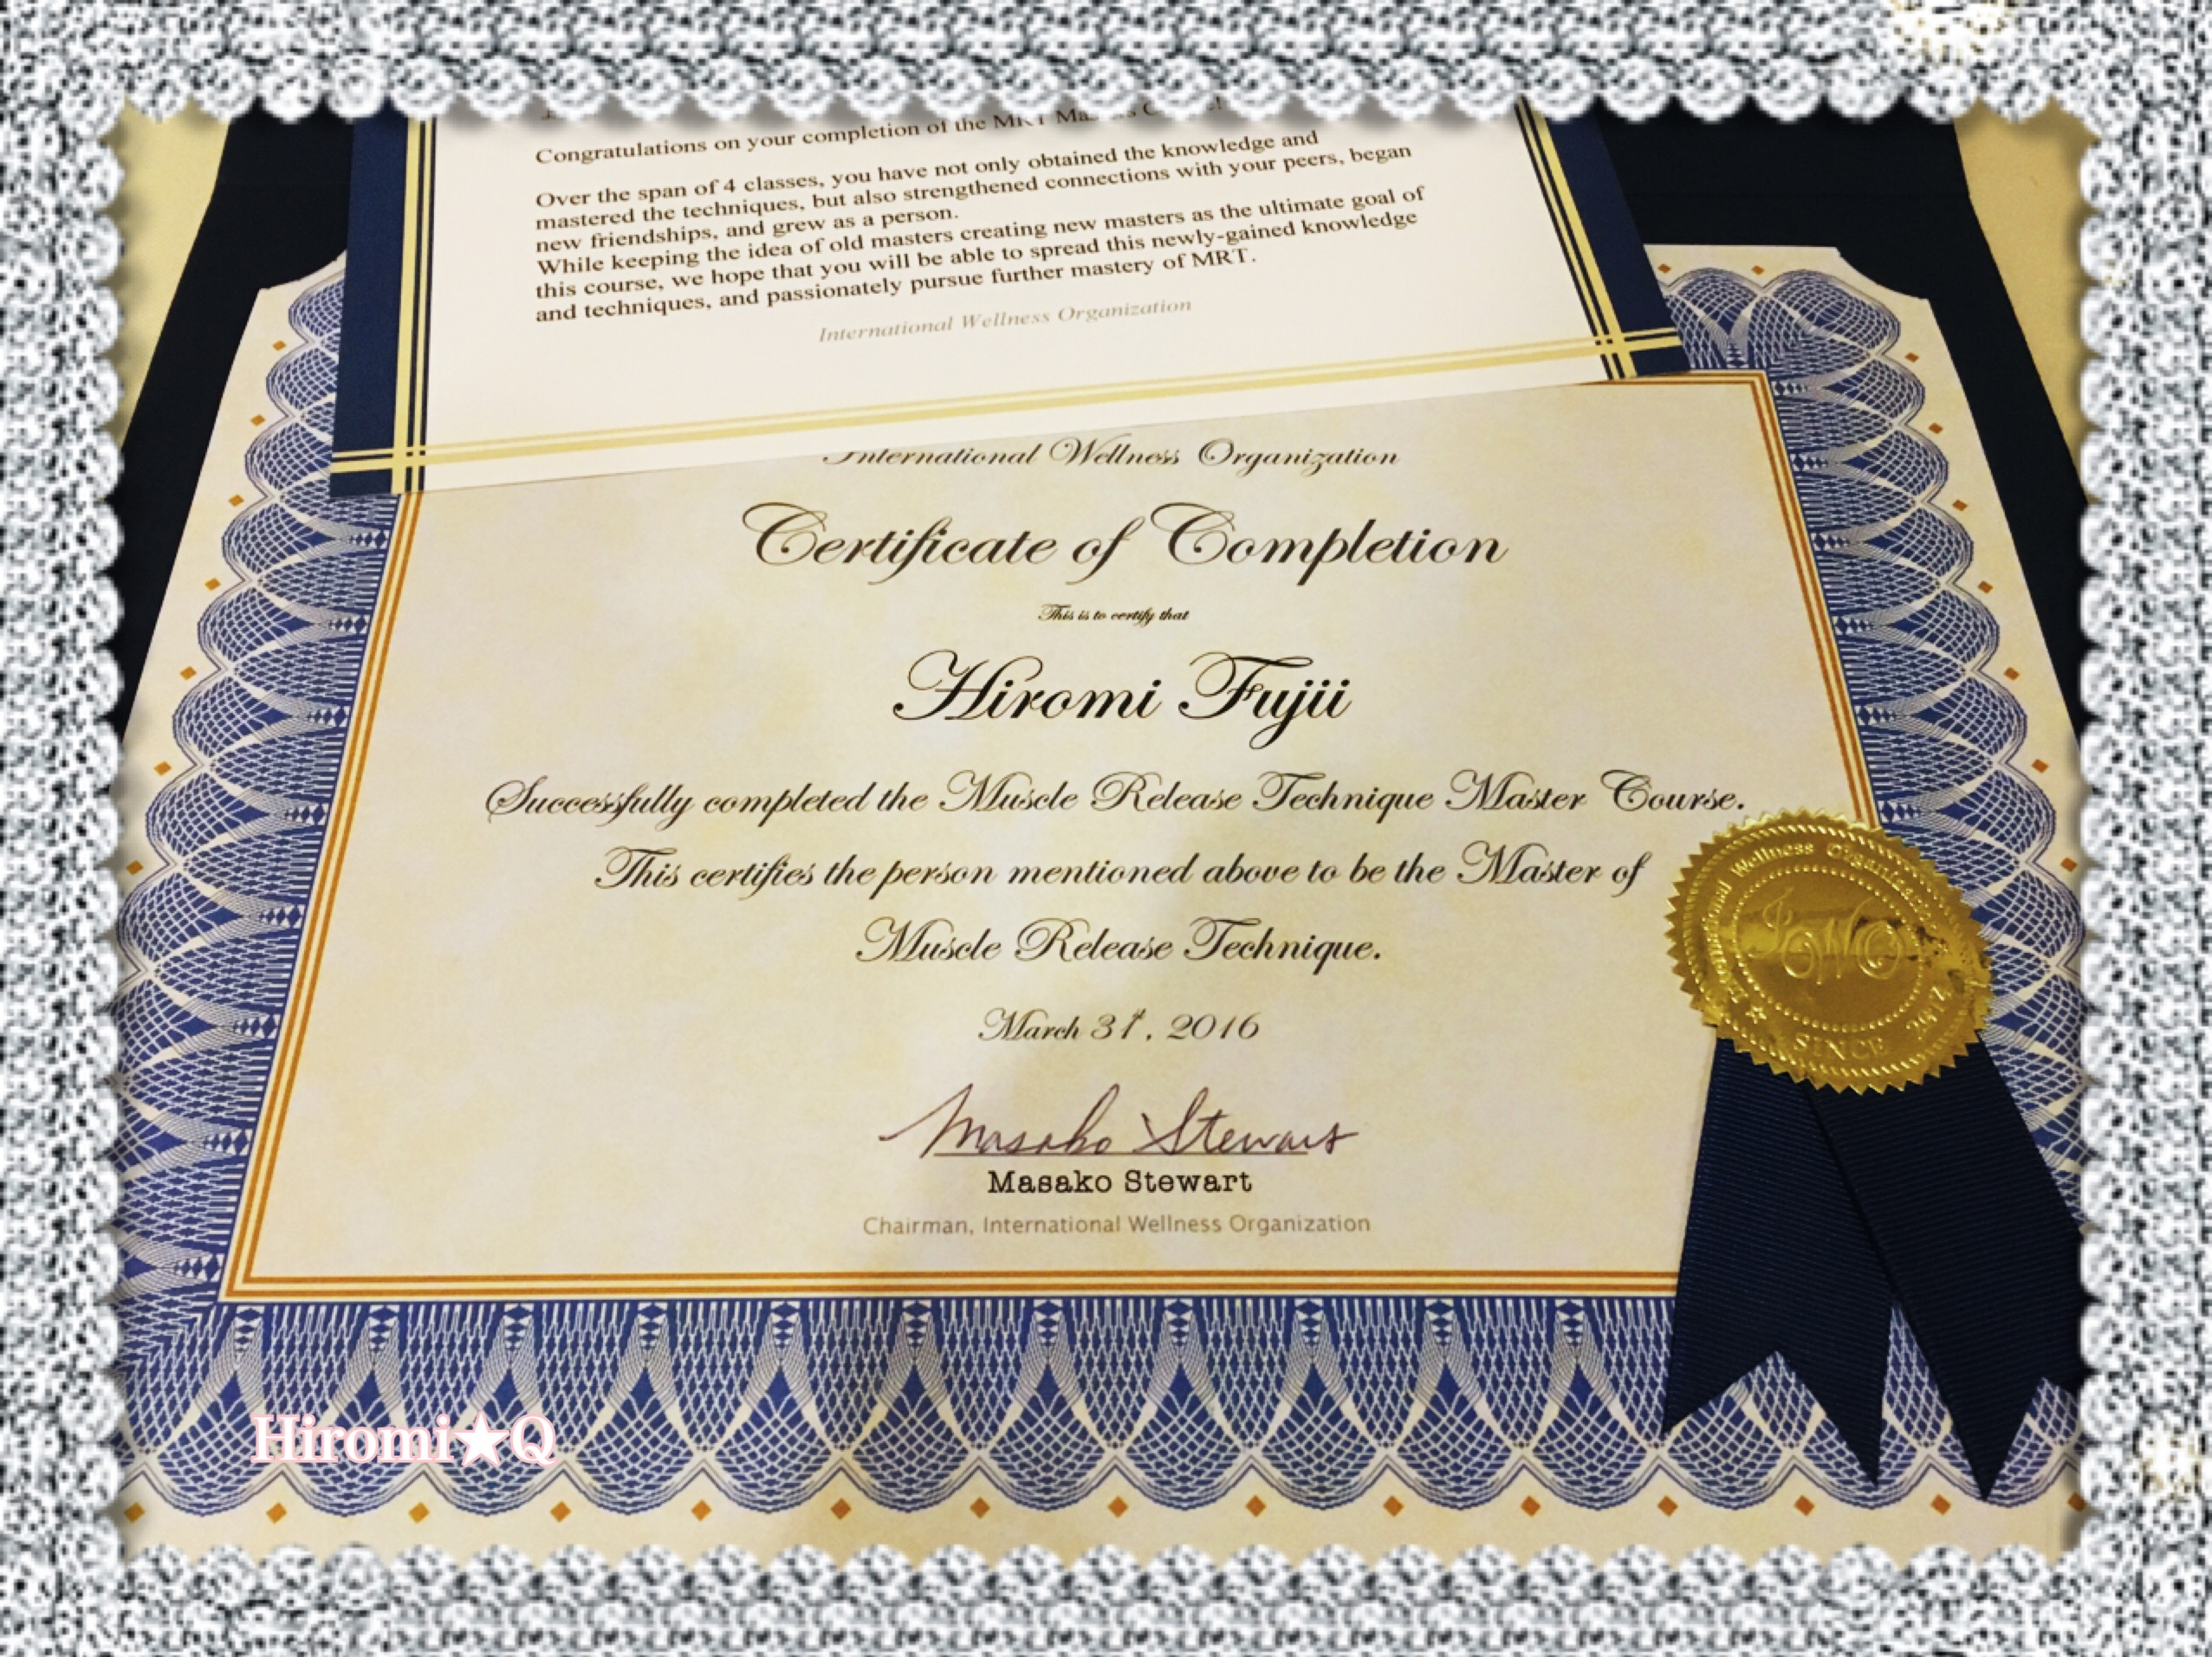 Congratulations on your completion of the MRT
Over the span of 4 classes, you have not only obtained the knowledge and
mastered the techniques, but also strengthened connections with your peers, began
new friendships, and grew as a person.
While keeping the idea of old masters creating new masters as the ultimate goal of
this course, we hope that you will be able to spread this newly-gained knowledge
and techniques, and passionately pursue further mastery of MRT.
International Wellness Organization
International Wellness Organization
Certificate of Completion
This is to certify that
Hiromi Fujii
Successfully completed the Muscle Release Technique Master Course.
This certifies the person mentioned above to be the Master of
Muscle Release Technique.
March 31st, 2016
Masako Stewart
Masako Stewart
Chairman, International Wellness Organization
International Wellness Organization
IWO
SINCE
Hiromi★Q